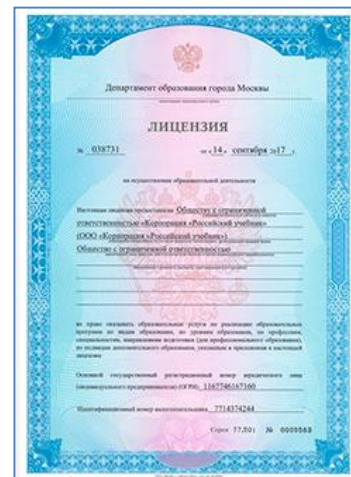 Департамент образования города Москвы
ЛИЦЕНЗИЯ
№ 038731 от «14» сентября 2017 г.
на осуществление образовательной деятельности
Настоящая лицензия предоставлена Обществу с ограниченной
ответственностью «Корпорация «Российский учебник»
(ООО «Корпорация «Российский учебник»)
Общество с ограниченной ответственностью
на право оказывать образовательные услуги по реализации образовательных
программ по видам образования, по уровням образования, по профессиям,
специальностям, направлениям подготовки (для профессионального образования),
по подвидам дополнительного образования, указанным в приложении к настоящей
лицензии
Основной государственный регистрационный номер юридического лица
(индивидуального предпринимателя) (ОГРН) 1167746167160
Идентификационный номер налогоплательщика 7714374244
Серия 77Л01 № 0009563